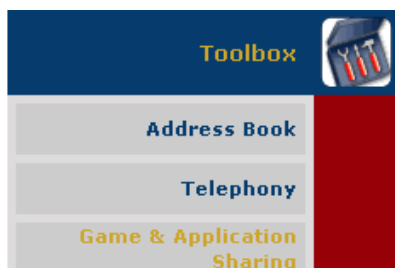 Toolbox
Address Book
Telephony
Game & Application
Sharing